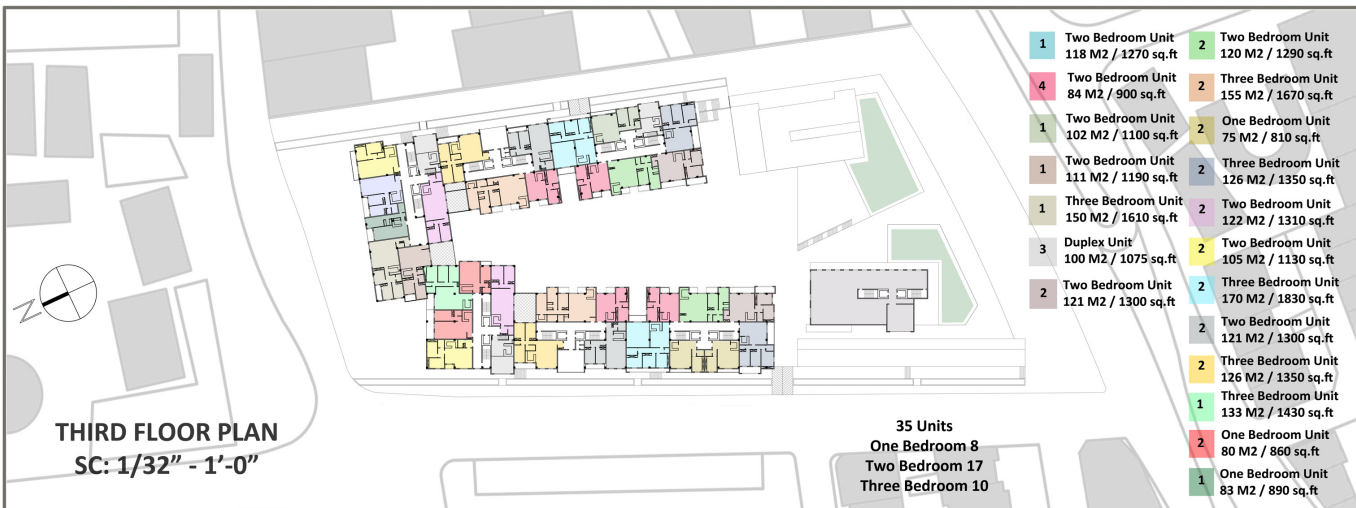 1 Two Bedroom Unit
118 M2 / 1270 sq.ft
4 Two Bedroom Unit
84 M2 / 900 sq.ft
1 Two Bedroom Unit
102 M2 / 1100 sq.ft
1 Two Bedroom Unit
111 M2 / 1190 sq.ft
1 Three Bedroom Unit
150 M2 / 1610 sq.ft
3 Duplex Unit
100 M2 / 1075 sq.ft
2 Two Bedroom Unit
121 M2 / 1300 sq.ft
2 Two Bedroom Unit
120 M2 / 1290 sq.ft
2 Three Bedroom Unit
155 M2 / 1670 sq.ft
2 One Bedroom Unit
75 M2 / 810 sq.ft
2 Three Bedroom Unit
126 M2 / 1350 sq.ft
2 Two Bedroom Unit
122 M2 / 1310 sq.ft
2 Two Bedroom Unit
105 M2 / 1130 sq.ft
2 Three Bedroom Unit
170 M2 / 1830 sq.ft
2 Two Bedroom Unit
121 M2 / 1300 sq.ft
2 Three Bedroom Unit
126 M2 / 1350 sq.ft
1 Three Bedroom Unit
133 M2 / 1430 sq.ft
2 One Bedroom Unit
80 M2 / 860 sq.ft
1 One Bedroom Unit
83 M2 / 890 sq.ft
N
THIRD FLOOR PLAN
SC: 1/32” - 1’-0”
35 Units
One Bedroom 8
Two Bedroom 17
Three Bedroom 10